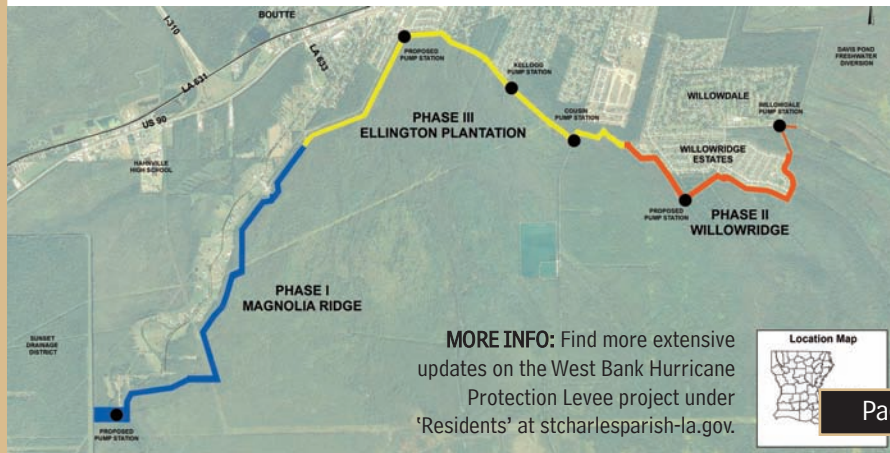 BOUTTE
I-310
LA 631
LA 633
US 90
HAHNVILLE
HIGH SCHOOL
PROPOSED
PUMP STATION
PHASE III
ELLINGTON PLANTATION
KELLOGG
PUMP STATION
COUSIN
PUMP STATION
DAVIS POND
FRESHWATER
DIVERSION
WILLOWDALE
WILLOWDALE
PUMP STATION
WILLOWRIDGE
ESTATES
PROPOSED
PUMP STATION
PHASE II
WILLOWRIDGE
PHASE I
MAGNOLIA RIDGE
SUNSET
DRAINAGE
DISTRICT
PROPOSED
PUMP STATION
MORE INFO: Find more extensive
updates on the West Bank Hurricane
Protection Levee project under
'Residents' at stcharlesparish-la.gov.
Location Map
Pa